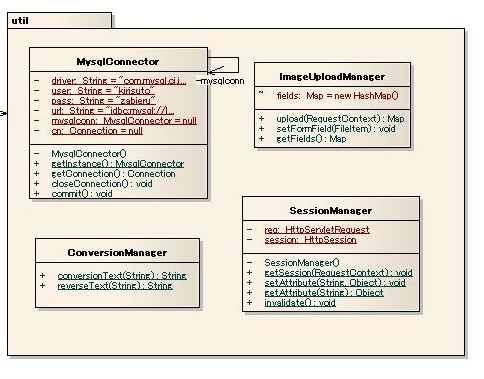 util
MysqlConnector
- driver: String = "com.mysql.cj.j...
- user: String = "kirisuto"
- pass: String = "zabieru"
- url: String = "jdbc:mysql://l...
- mysqlconn: MysqlConnector = null
- cn: Connection = null
- MysqlConnector()
+ getInstance(): MysqlConnector
+ getConnection(): Connection
+ closeConnection(): void
+ commit(): void
-mysqlconn
ImageUploadManager
~ fields: Map = new HashMap()
+ upload(RequestContext): Map
+ setFormField(FileItem): void
+ getFields(): Map
ConversionManager
+ conversionText(String): String
+ reverseText(String): String
SessionManager
- req: HttpServletRequest
- session: HttpSession
- SessionManager()
+ getSession(RequestContext): void
+ setAttribute(String, Object): void
+ getAttribute(String): Object
+ invalidate(): void